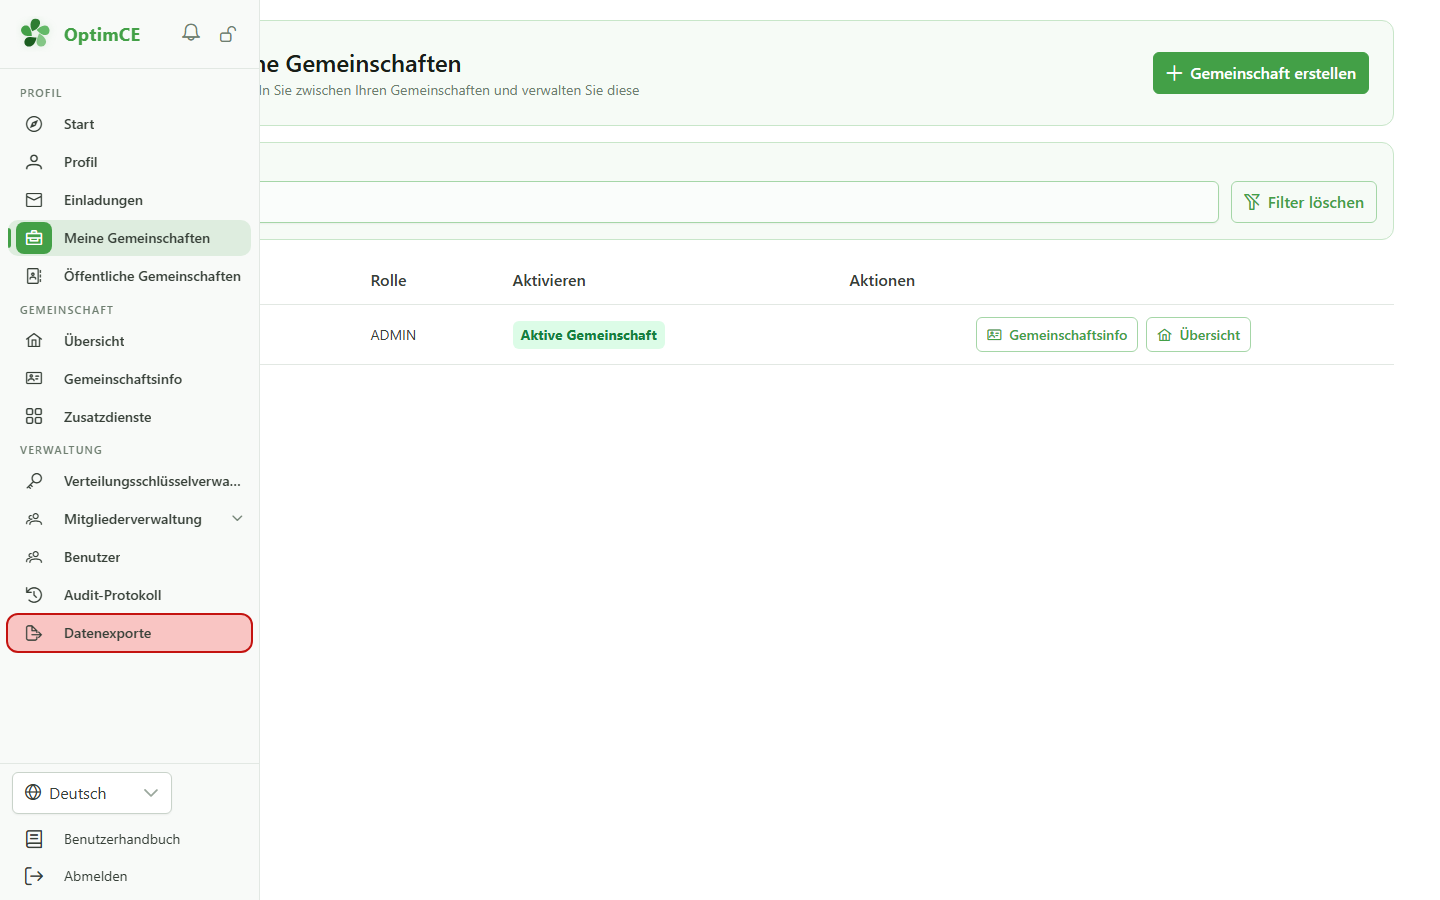 OptimCE
PROFIL
Start
Profil
Einladungen
Meine Gemeinschaften
Öffentliche Gemeinschaften
GEMEINSCHAFT
Übersicht
Gemeinschaftsinfo
Zusatzdienste
VERWALTUNG
Verteilungsschlüsselverwa...
Mitgliederverwaltung
Benutzer
Audit-Protokoll
Datenexporte
Deutsch
Benutzerhandbuch
Abmelden
Gemeinschaften
Sie zwischen Ihren Gemeinschaften und verwalten Sie diese
Gemeinschaft erstellen
Filter löschen
Rolle Aktivieren Aktionen
ADMIN Aktive Gemeinschaft Gemeinschaftsinfo Übersicht